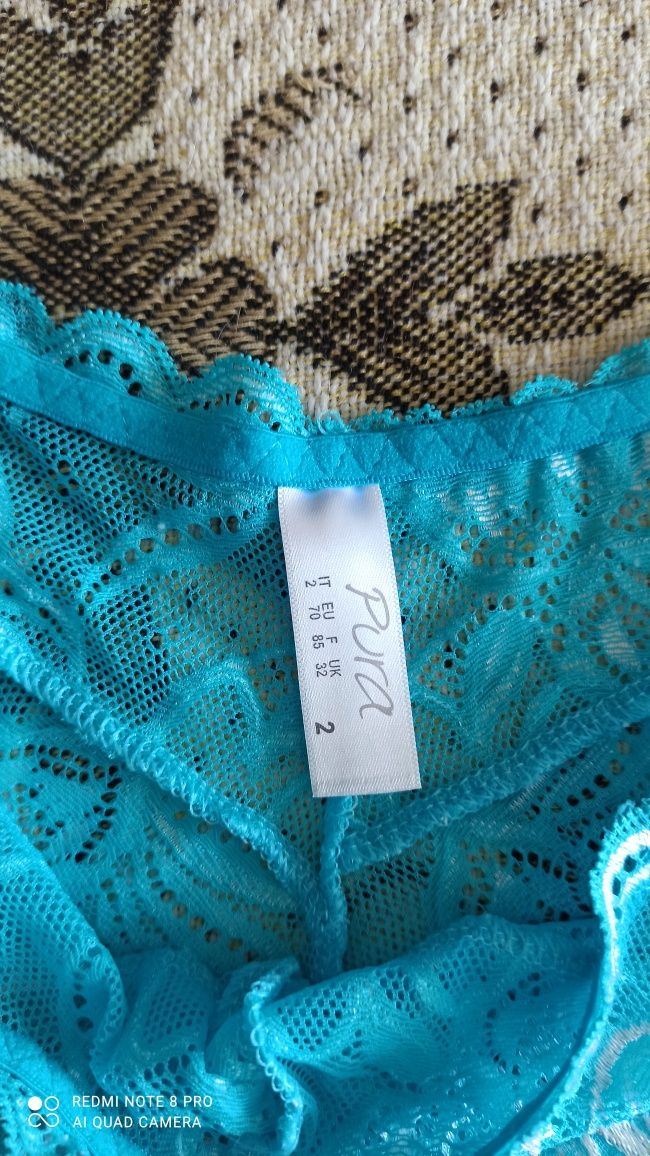 Pura
IT EU F UK
2 70 85 32
2
REDMI NOTE 8 PRO
AI QUAD CAMERA